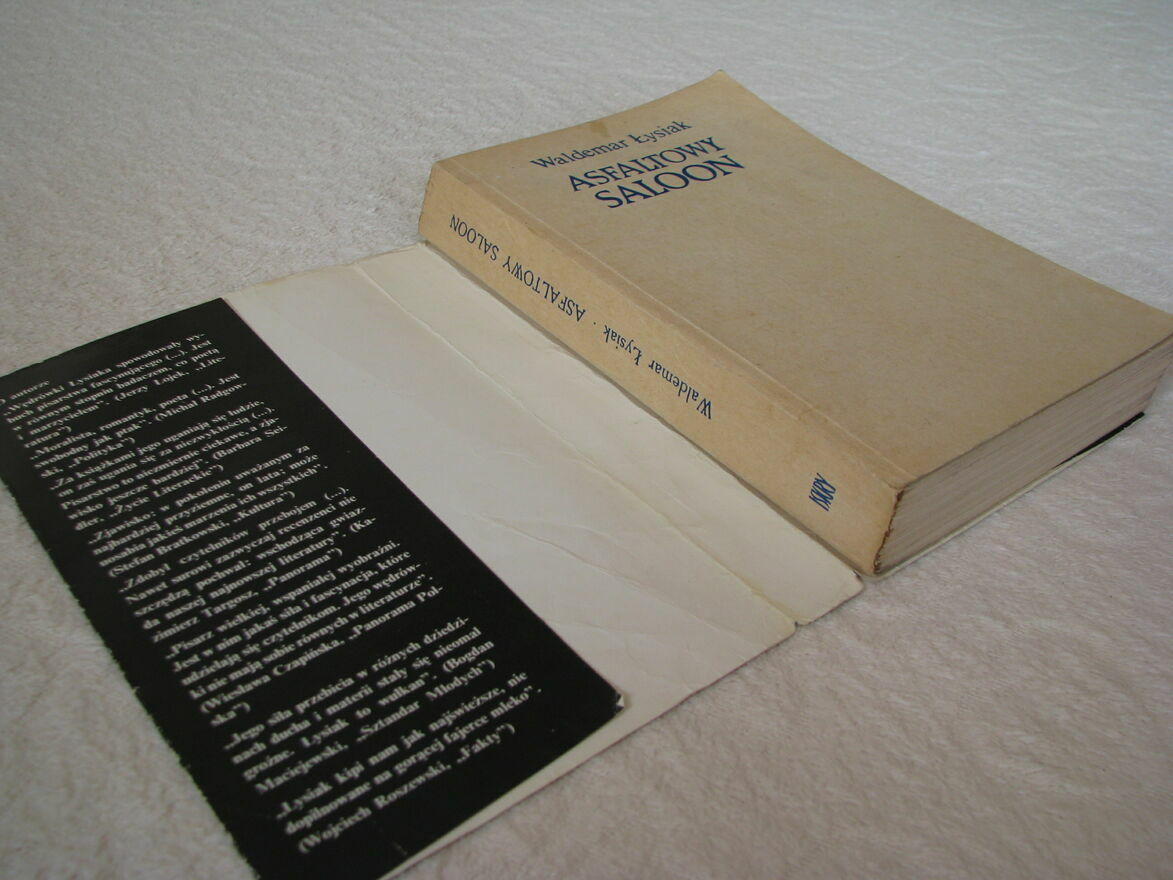 Waldemar Łysiak
ASFALTOWY
SALOON
Waldemar Łysiak · ASFALTOWY SALOON
ISKRY
autorze
„Wędrówki Łysiaka spowodowały wy-
buch pisarstwa fascynującego (...). Jest
w równym stopniu badaczem, co poetą
i marzycielem”. (Jerzy Łojek, „Lite-
ratura”)
„Moralista, romantyk, poeta (...). Jest
swobodny jak ptak”. (Michał Radgow-
ski, „Polityka”)
„Za książkami jego uganiają się ludzie,
on zaś ugania się za niezwykłością (...).
Pisarstwo to niezmiernie ciekawe, a zja-
wisko jeszcze bardziej”. (Barbara Sei-
dler, „Życie Literackie”)
„Zjawisko: w pokoleniu uważanym za
najbardziej przyziemne, on lata; może
uosabia jakieś marzenia ich wszystkich”.
(Stefan Bratkowski, „Kultura”)
„Zdobył czytelników przebojem (...).
Nawet surowi zazwyczaj recenzenci nie
szczędzą pochwał: wschodząca gwiaz-
da naszej najnowszej literatury”. (Ka-
zimierz Targosz, „Panorama”)
„Pisarz wielkiej, wspaniałej wyobraźni.
Jest w nim jakaś siła i fascynacja, które
udzielają się czytelnikom. Jego wędrów-
ki nie mają sobie równych w literaturze”.
(Wiesława Czapińska, „Panorama Pol-
ska”)
„Jego siła przebicia w różnych dziedzi-
nach ducha i materii stały się nieomal
groźne. Łysiak to wulkan”. (Bogdan
Maciejewski, „Sztandar Młodych”)
„Łysiak kipi nam jak najświeższe, nie
dopilnowane na gorącej fajerce mleko”.
(Wojciech Roszewski, „Fakty”)